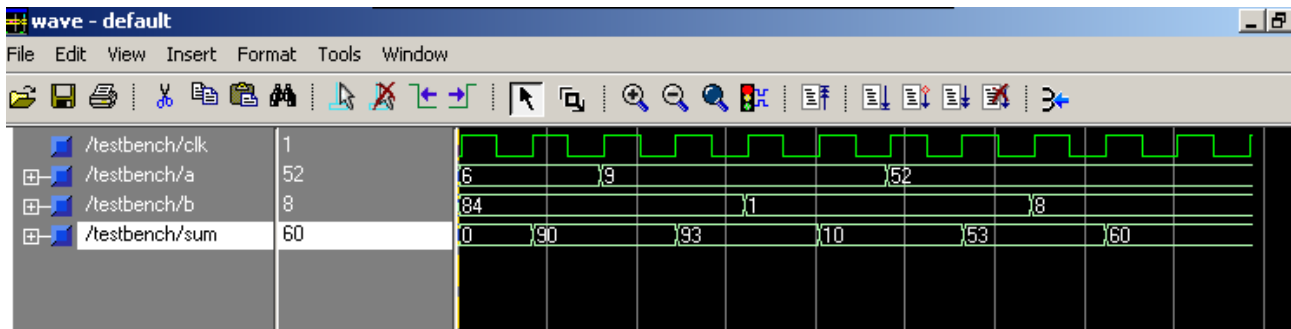 wave - default
File Edit View Insert Format Tools Window
/testbench/clk 1
/testbench/a 52 6 9 52
/testbench/b 8 84 1 8
/testbench/sum 60 0 90 93 10 53 60